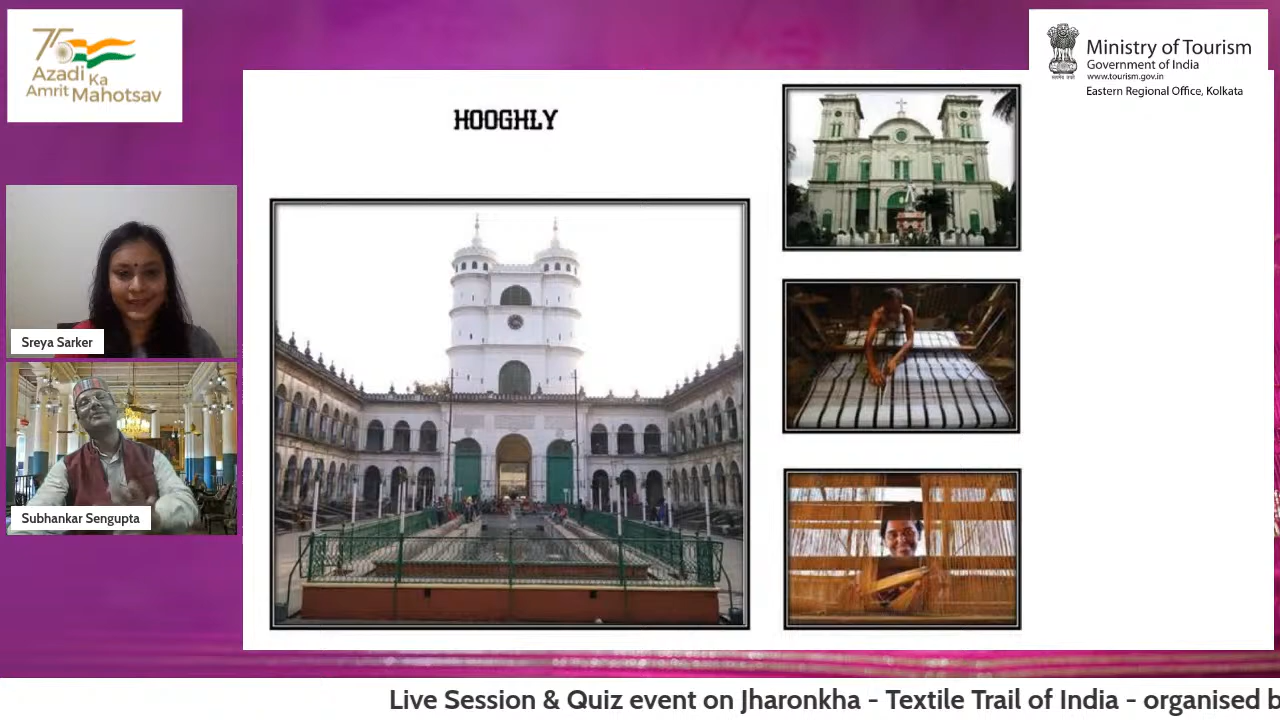 75
Azadi Ka
Amrit Mahotsav
Ministry of Tourism
Government of India
www.tourism.gov.in
Eastern Regional Office, Kolkata
HOOGHLY
Sreya Sarker
Subhankar Sengupta
Live Session & Quiz event on Jharonkha - Textile Trail of India - organised b